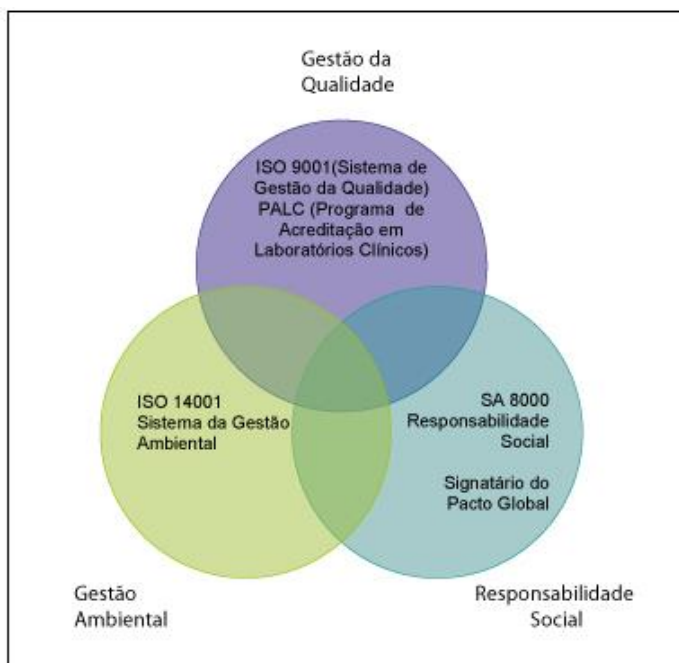 Gestão da
Qualidade
ISO 9001(Sistema de
Gestão da Qualidade)
PALC (Programa de
Acreditação em
Laboratórios Clínicos)
ISO 14001
Sistema da Gestão
Ambiental
SA 8000
Responsabilidade
Social
Signatário do
Pacto Global
Gestão
Ambiental
Responsabilidade
Social